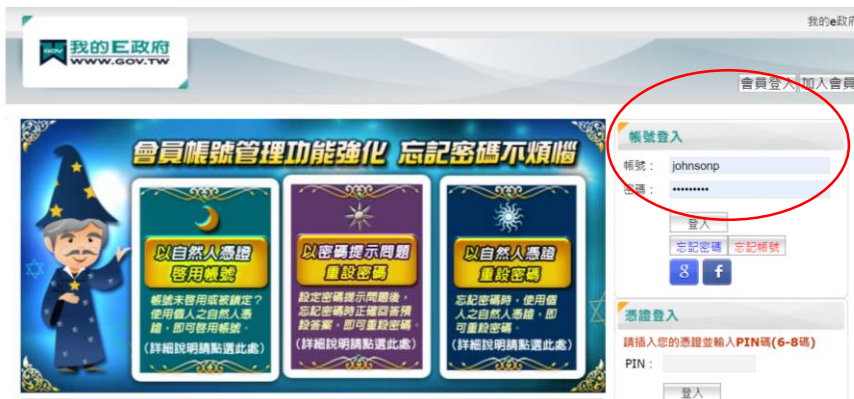 我的e政府
GOV 我的E政府
WWW.GOV.TW
會員登入 加入會員
會員帳號管理功能強化 忘記密碼不煩惱
以自然人憑證
啓用帳號
帳號未啓用或被鎖定?
使用個人之自然人憑
證,即可啓用帳號。
(詳細說明請點選此處)
以密碼提示問題
重設密碼
設定密碼提示問題後,
忘記密碼時正確回答預
設答案,即可重設密碼。
(詳細說明請點選此處)
以自然人憑證
重設密碼
忘記密碼時,使用個
人之自然人憑證,即
可重設密碼。
(詳細說明請點選此處)
帳號登入
帳號: johnsonp
密碼: •••••••••
登入
忘記密碼 忘記帳號
8 f
憑證登入
請插入您的憑證並輸入PIN碼(6-8碼)
PIN:
登入